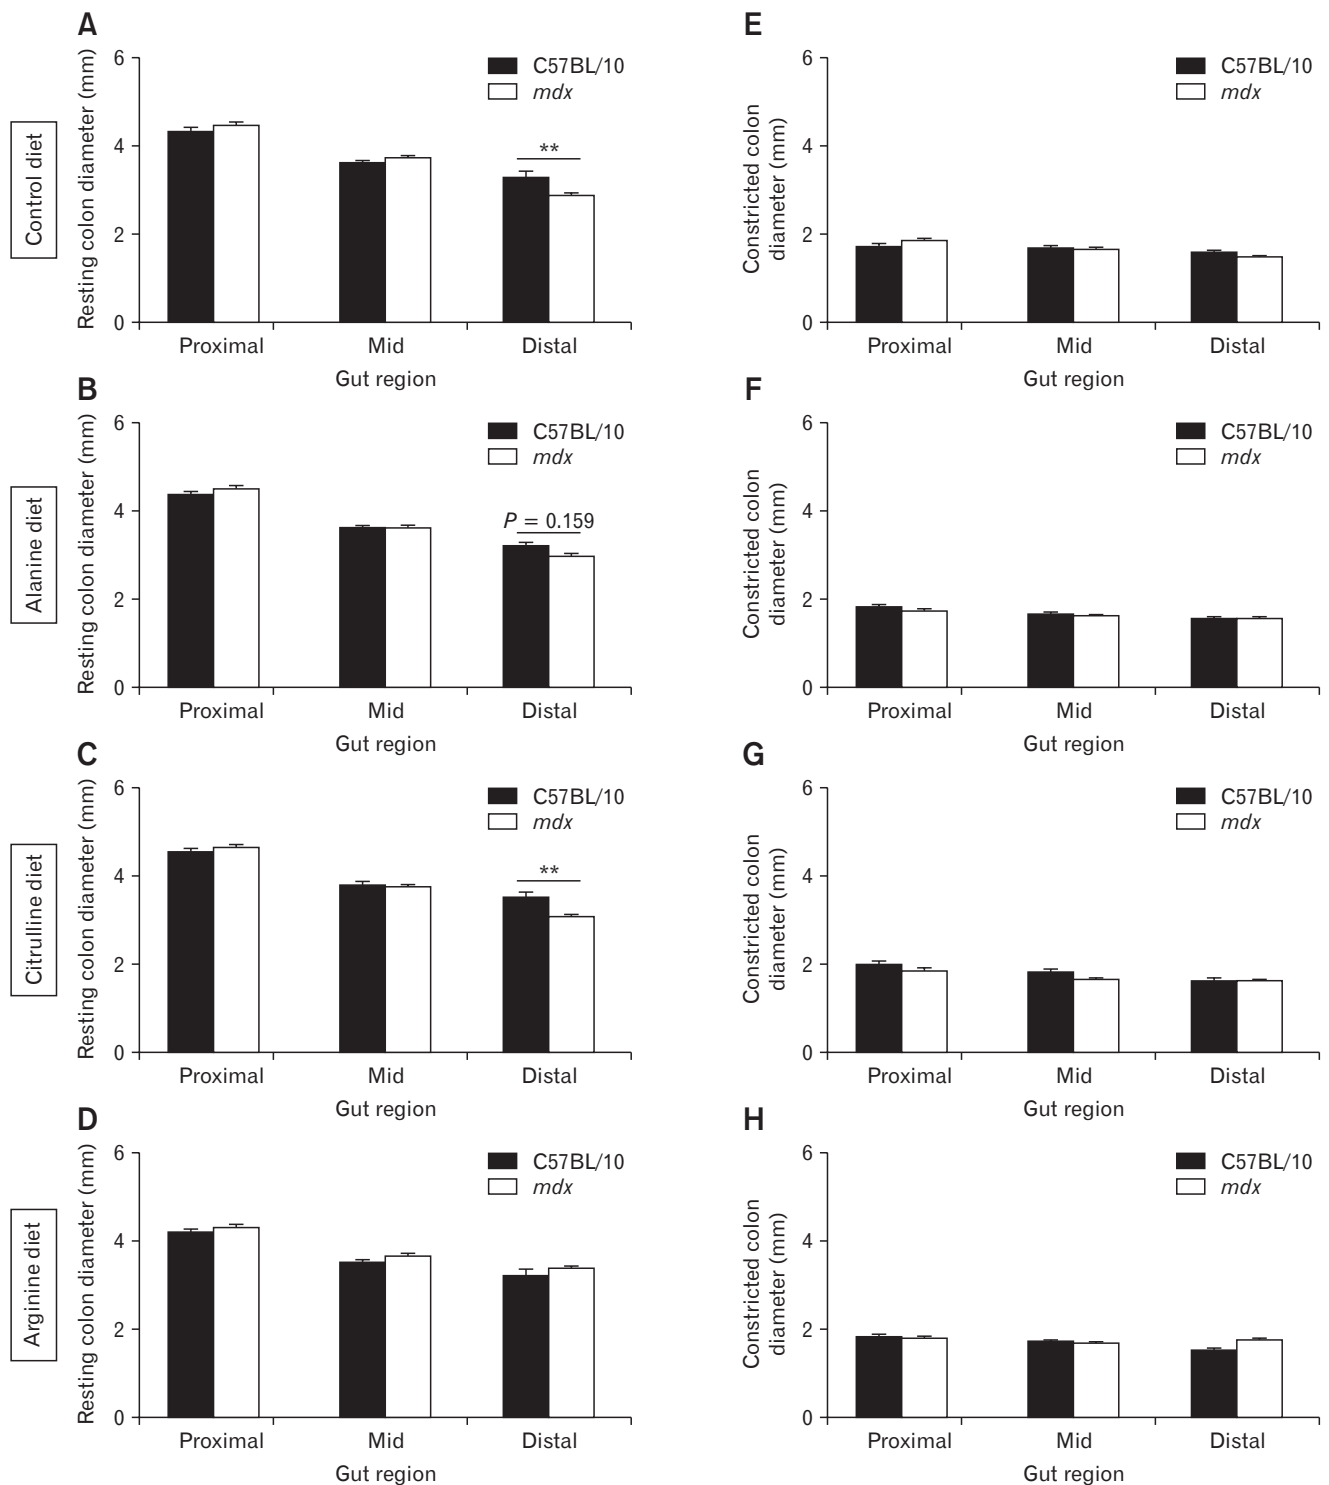 A
Control diet
Resting colon diameter (mm)
6
4
2
0
C57BL/10
mdx
**
Proximal Mid Distal
Gut region
E
Constricted colon
diameter (mm)
6
4
2
0
C57BL/10
mdx
Proximal Mid Distal
Gut region
B
Alanine diet
Resting colon diameter (mm)
6
4
2
0
C57BL/10
mdx
P = 0.159
Proximal Mid Distal
Gut region
F
Constricted colon
diameter (mm)
6
4
2
0
C57BL/10
mdx
Proximal Mid Distal
Gut region
C
Citrulline diet
Resting colon diameter (mm)
6
4
2
0
C57BL/10
mdx
**
Proximal Mid Distal
Gut region
G
Constricted colon
diameter (mm)
6
4
2
0
C57BL/10
mdx
Proximal Mid Distal
Gut region
D
Arginine diet
Resting colon diameter (mm)
6
4
2
0
C57BL/10
mdx
Proximal Mid Distal
Gut region
H
Constricted colon
diameter (mm)
6
4
2
0
C57BL/10
mdx
Proximal Mid Distal
Gut region